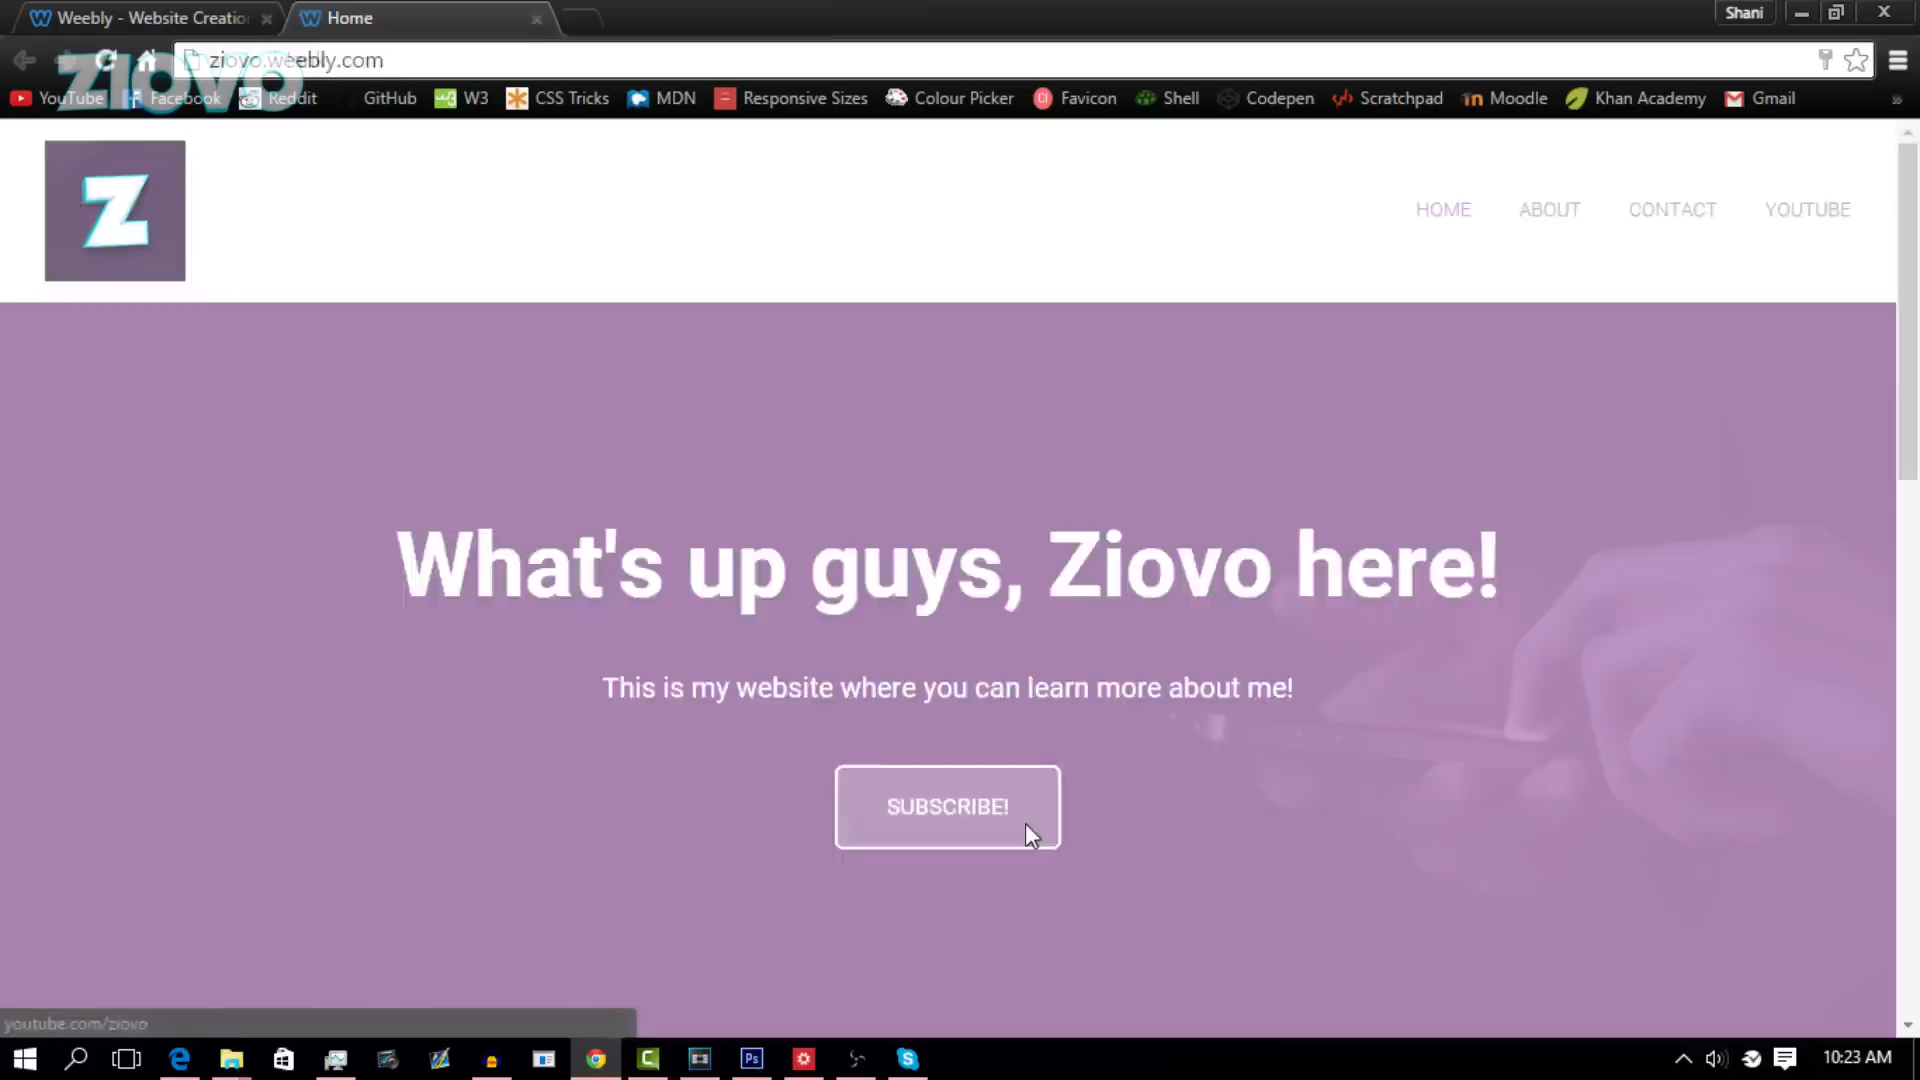 Weebly - Website Creatio
Home
Shani
ziovo.weebly.com
ziovo
YouTube
Facebook
Reddit
GitHub
W3
CSS Tricks
MDN
Responsive Sizes
Colour Picker
Favicon
Shell
Codepen
Scratchpad
Moodle
Khan Academy
Gmail
Z
HOME
ABOUT
CONTACT
YOUTUBE
What's up guys, Ziovo here!
This is my website where you can learn more about me!
SUBSCRIBE!
youtube.com/ziovo
Ps
10:23 AM